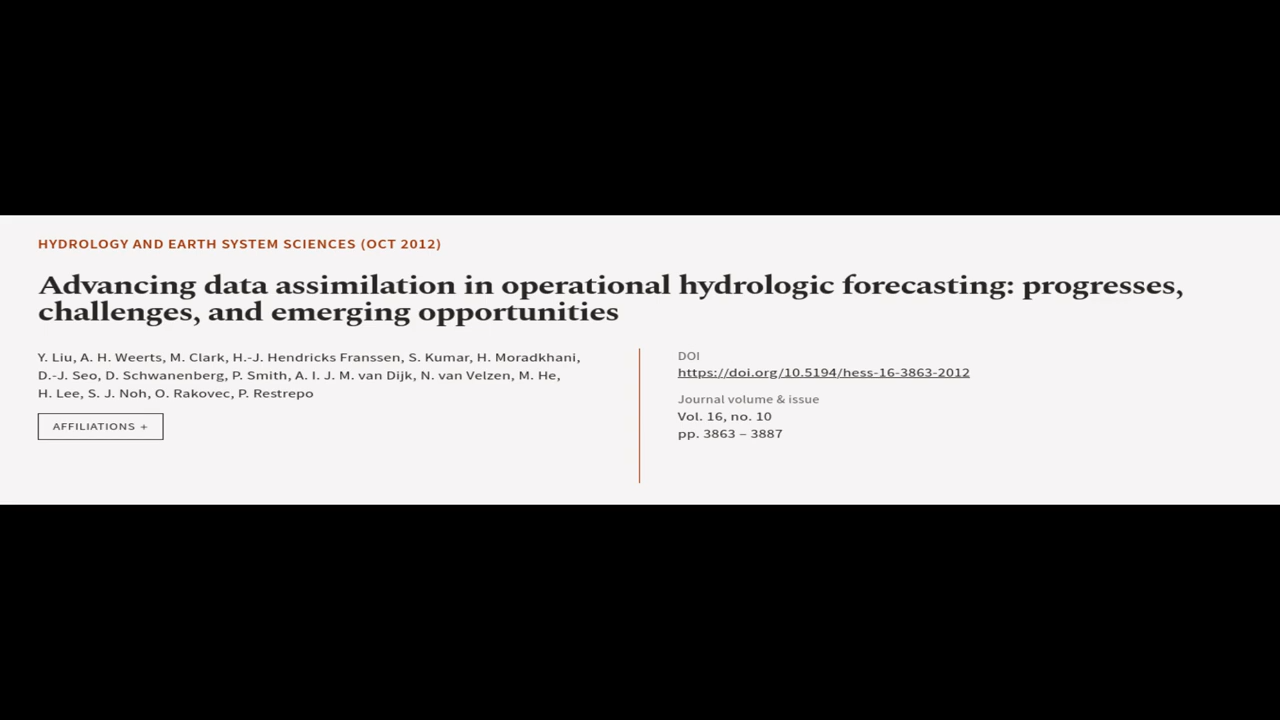 HYDROLOGY AND EARTH SYSTEM SCIENCES (OCT 2012)
Advancing data assimilation in operational hydrologic forecasting: progresses,
challenges, and emerging opportunities
Y. Liu, A. H. Weerts, M. Clark, H.-J. Hendricks Franssen, S. Kumar, H. Moradkhani,
D.-J. Seo, D. Schwanenberg, P. Smith, A. I. J. M. van Dijk, N. van Velzen, M. He,
H. Lee, S. J. Noh, O. Rakovec, P. Restrepo
AFFILIATIONS +
DOI
https://doi.org/10.5194/hess-16-3863-2012
Journal volume & issue
Vol. 16, no. 10
pp. 3863 – 3887